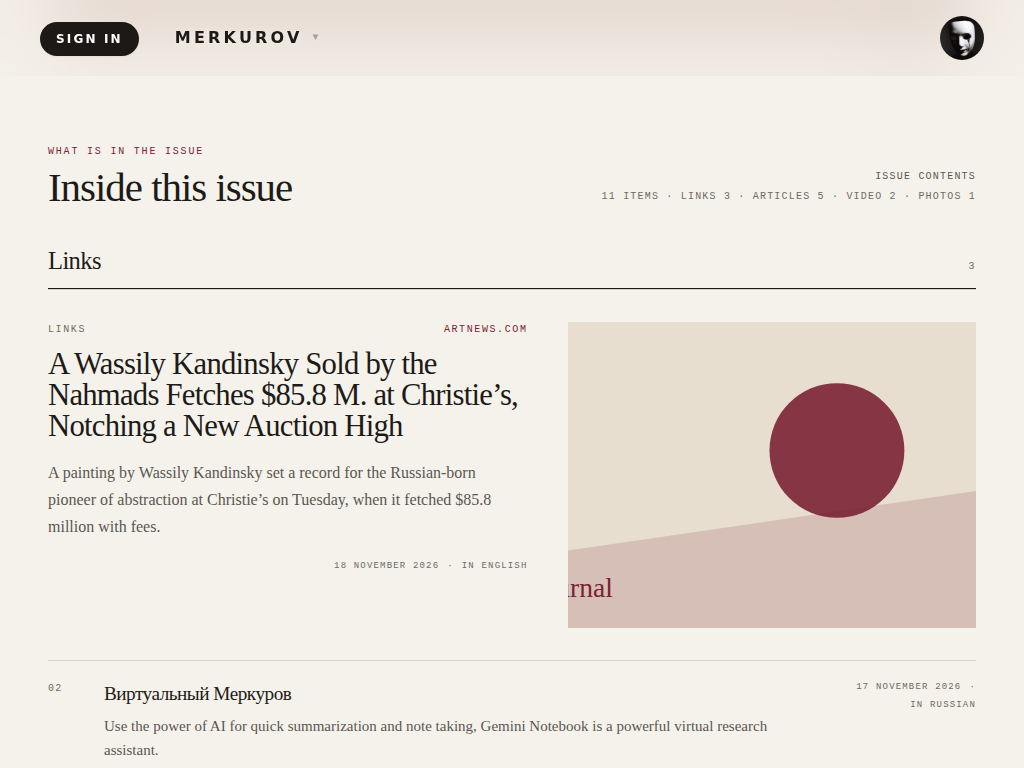 SIGN IN
MERKUROV
WHAT IS IN THE ISSUE
Inside this issue
ISSUE CONTENTS
11 ITEMS · LINKS 3 · ARTICLES 5 · VIDEO 2 · PHOTOS 1
Links
3
LINKS
ARTNEWS.COM
A Wassily Kandinsky Sold by the
Nahmads Fetches $85.8 M. at Christie’s,
Notching a New Auction High
A painting by Wassily Kandinsky set a record for the Russian-born
pioneer of abstraction at Christie’s on Tuesday, when it fetched $85.8
million with fees.
18 NOVEMBER 2026 · IN ENGLISH
rnal
02
Виртуальный Меркуров
Use the power of AI for quick summarization and note taking, Gemini Notebook is a powerful virtual research
assistant.
17 NOVEMBER 2026 ·
IN RUSSIAN